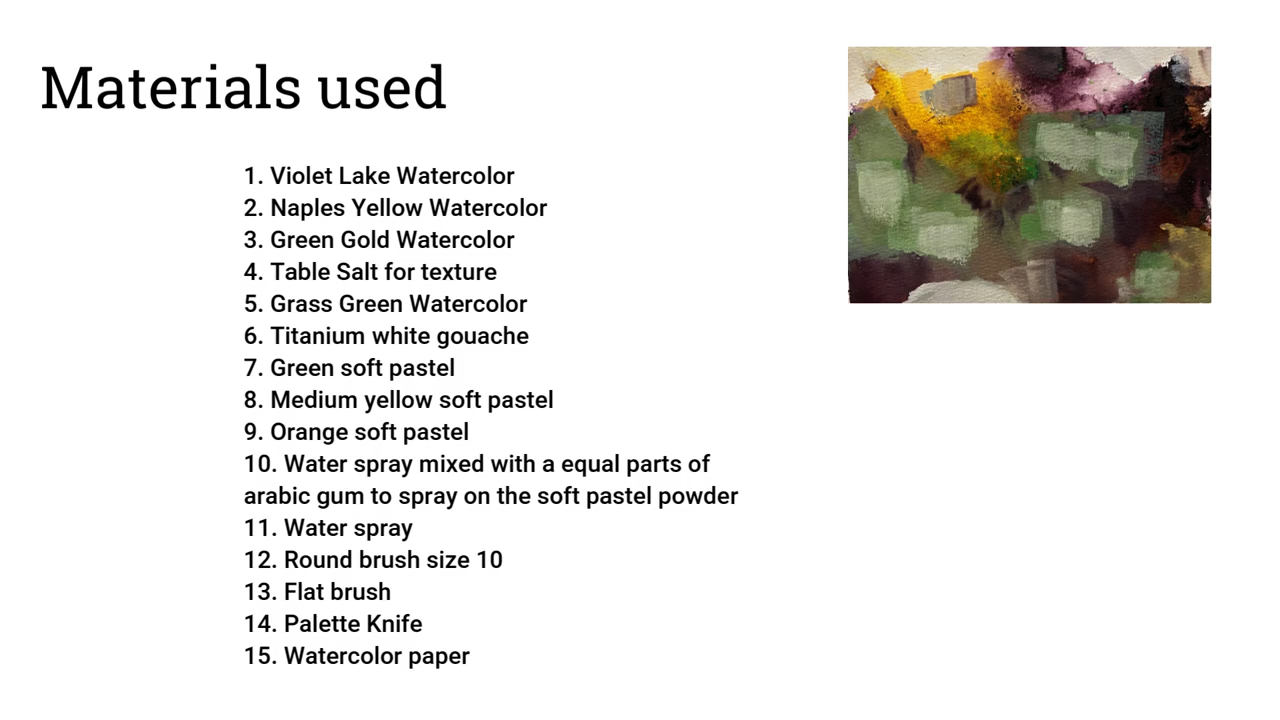 Materials used
1. Violet Lake Watercolor
2. Naples Yellow Watercolor
3. Green Gold Watercolor
4. Table Salt for texture
5. Grass Green Watercolor
6. Titanium white gouache
7. Green soft pastel
8. Medium yellow soft pastel
9. Orange soft pastel
10. Water spray mixed with a equal parts of
arabic gum to spray on the soft pastel powder
11. Water spray
12. Round brush size 10
13. Flat brush
14. Palette Knife
15. Watercolor paper